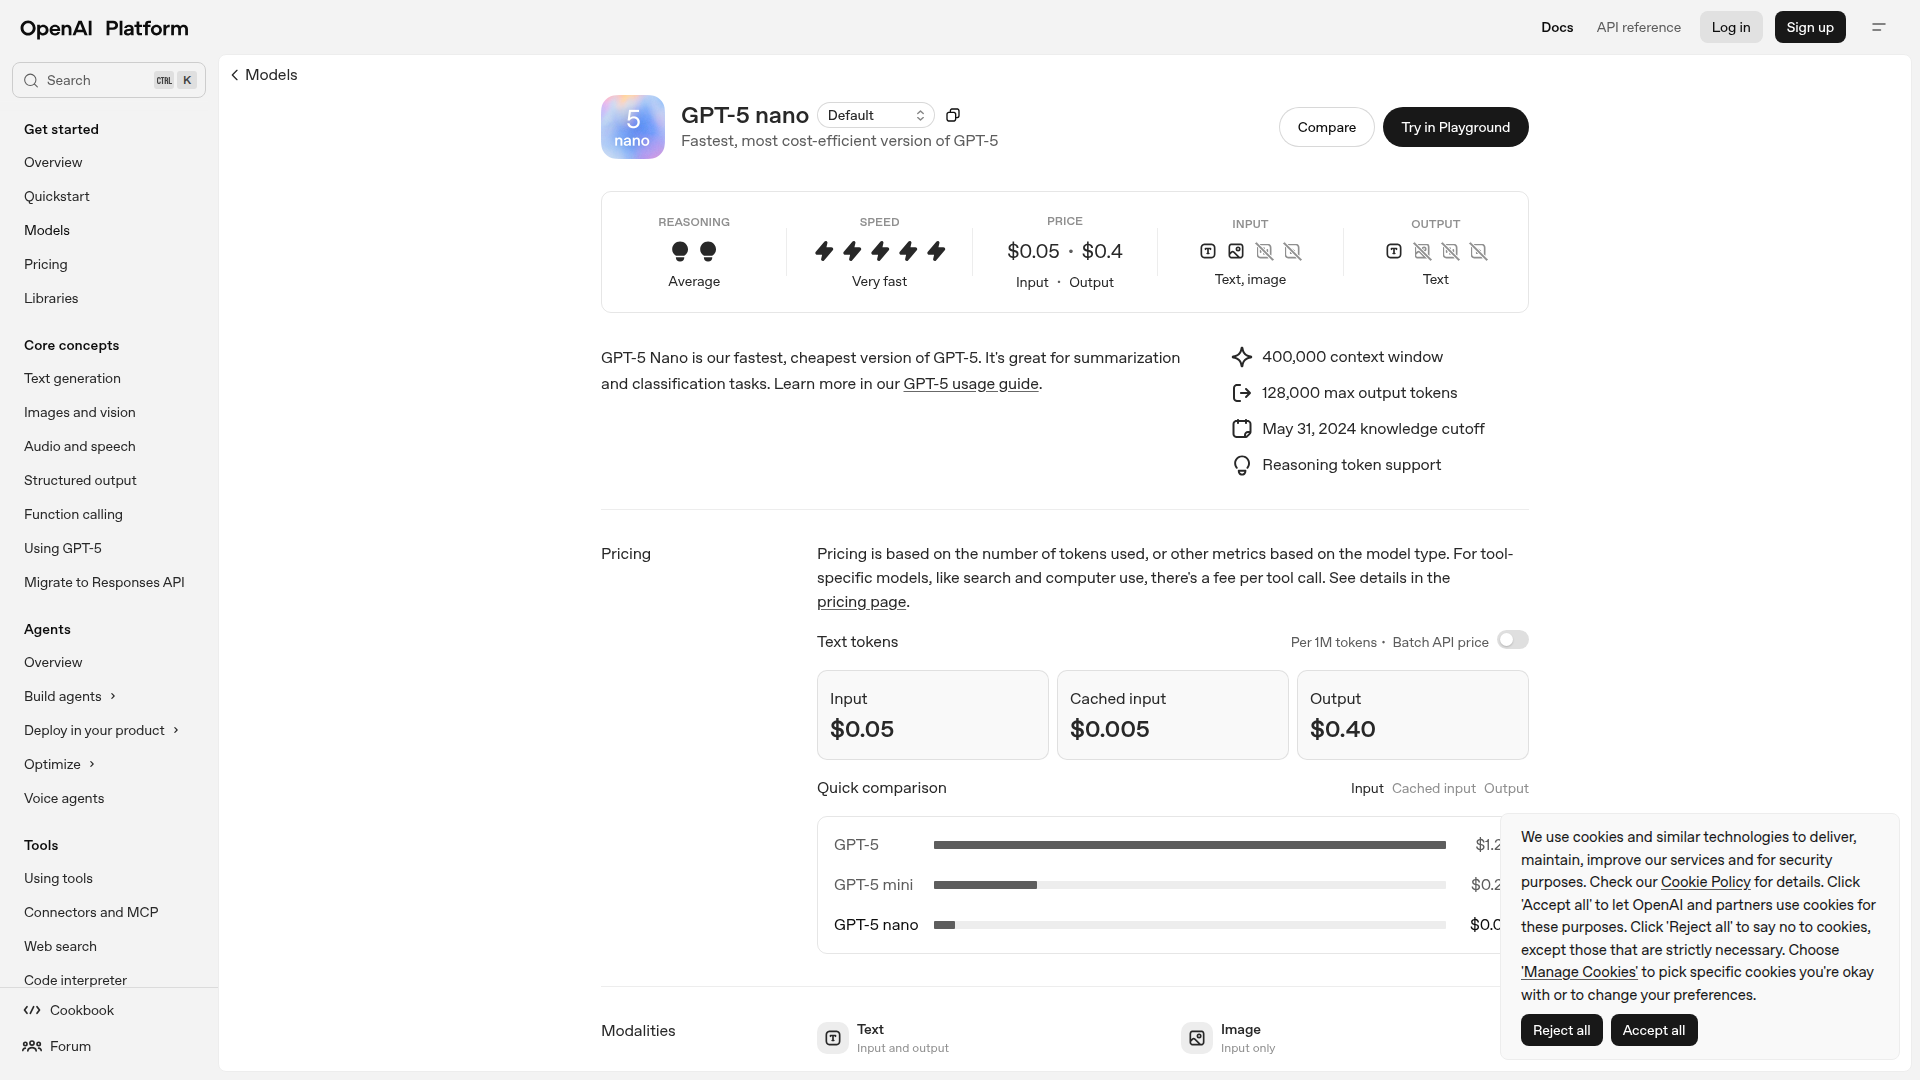 OpenAI Platform
Docs
API reference
Log in
Sign up
Search
CTRL K
Get started
Overview
Quickstart
Models
Pricing
Libraries
Core concepts
Text generation
Images and vision
Audio and speech
Structured output
Function calling
Using GPT-5
Migrate to Responses API
Agents
Overview
Build agents
Deploy in your product
Optimize
Voice agents
Tools
Using tools
Connectors and MCP
Web search
Code interpreter
Cookbook
Forum
Models
5
nano
GPT-5 nano
Default
Fastest, most cost-efficient version of GPT-5
Compare
Try in Playground
REASONING
Average
SPEED
Very fast
PRICE
$0.05 • $0.4
Input • Output
INPUT
Text, image
OUTPUT
Text
GPT-5 Nano is our fastest, cheapest version of GPT-5. It's great for summarization
and classification tasks. Learn more in our GPT-5 usage guide.
400,000 context window
128,000 max output tokens
May 31, 2024 knowledge cutoff
Reasoning token support
Pricing
Pricing is based on the number of tokens used, or other metrics based on the model type. For tool-
specific models, like search and computer use, there's a fee per tool call. See details in the
pricing page.
Text tokens
Per 1M tokens • Batch API price
Input
$0.05
Cached input
$0.005
Output
$0.40
Quick comparison
Input Cached input Output
GPT-5
$1.2
GPT-5 mini
$0.2
GPT-5 nano
$0.0
Modalities
Text
Input and output
Image
Input only
We use cookies and similar technologies to deliver,
maintain, improve our services and for security
purposes. Check our Cookie Policy for details. Click
'Accept all' to let OpenAI and partners use cookies for
these purposes. Click 'Reject all' to say no to cookies,
except those that are strictly necessary. Choose
'Manage Cookies' to pick specific cookies you're okay
with or to change your preferences.
Reject all
Accept all